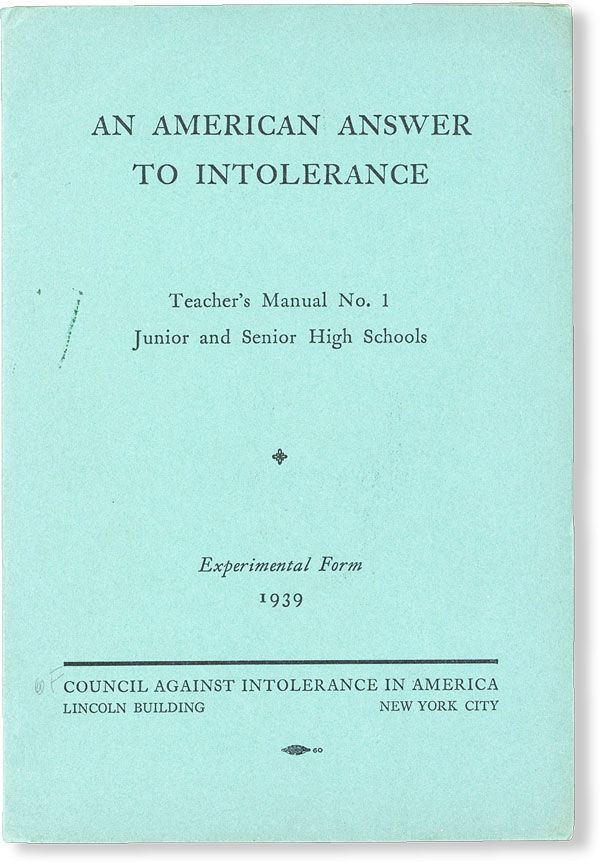 AN AMERICAN ANSWER
TO INTOLERANCE
Teacher's Manual No. 1
Junior and Senior High Schools
Experimental Form
1939
COUNCIL AGAINST INTOLERANCE IN AMERICA
LINCOLN BUILDING NEW YORK CITY
60